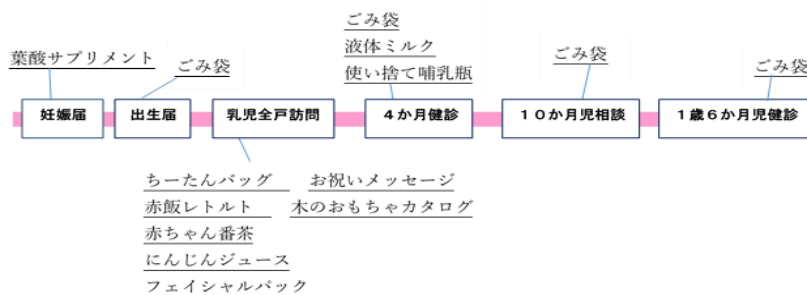 葉酸サプリメント
ごみ袋
ごみ袋
液体ミルク
使い捨て哺乳瓶
ごみ袋
ごみ袋
妊娠届
出生届
乳児全戸訪問
4か月健診
10か月児相談
1歳6か月児健診
ちーたんバッグ お祝いメッセージ
赤飯レトルト 木のおもちゃカタログ
赤ちゃん番茶
にんじんジュース
フェイシャルパック